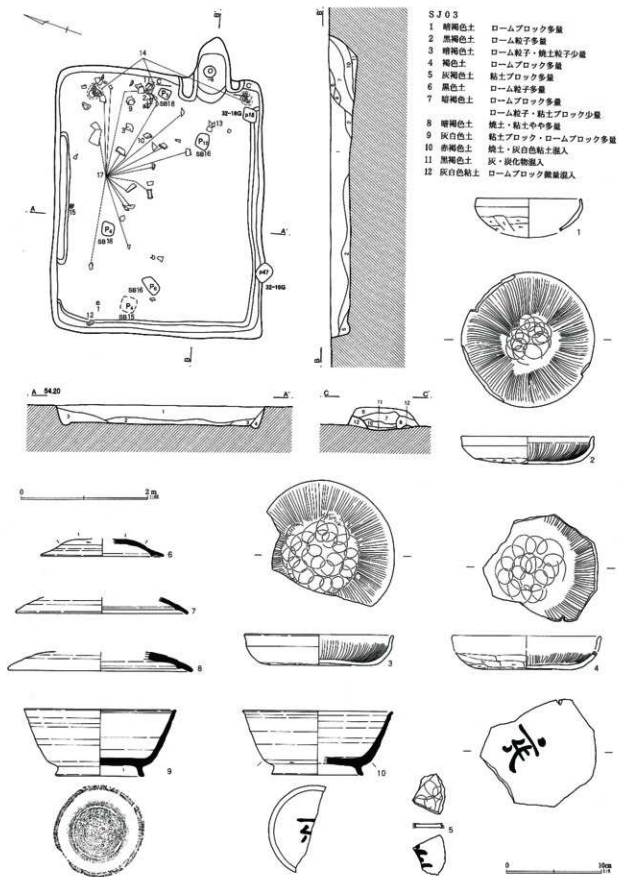 SJ03
1 暗褐色土 ロームブロック多量
2 黒褐色土 ローム粒子多量
3 暗褐色土 ローム粒子・焼土粒子少量
4 褐色土 ロームブロック多量
5 灰褐色土 粘土ブロック多量
6 黒色土 ローム粒子多量
7 暗褐色土 ロームブロック多量
ローム粒子・粘土ブロック少量
8 暗褐色土 焼土・粘土やや多量
9 灰白色土 粘土ブロック・ロームブロック多量
10 赤褐色土 焼土・灰白色粘土混入
11 黒褐色土 灰・炭化物混入
12 灰白色粘土 ロームブロック微量混入
14
SB18
32-16G
13
SB16
17
15
A
A'
SB18
SB16
SB15
32-16G
12
B
B'
A 54.20
A'
C
C'
0 2m
1
2
3
4
5
6
7
8
9
10
0 10cm